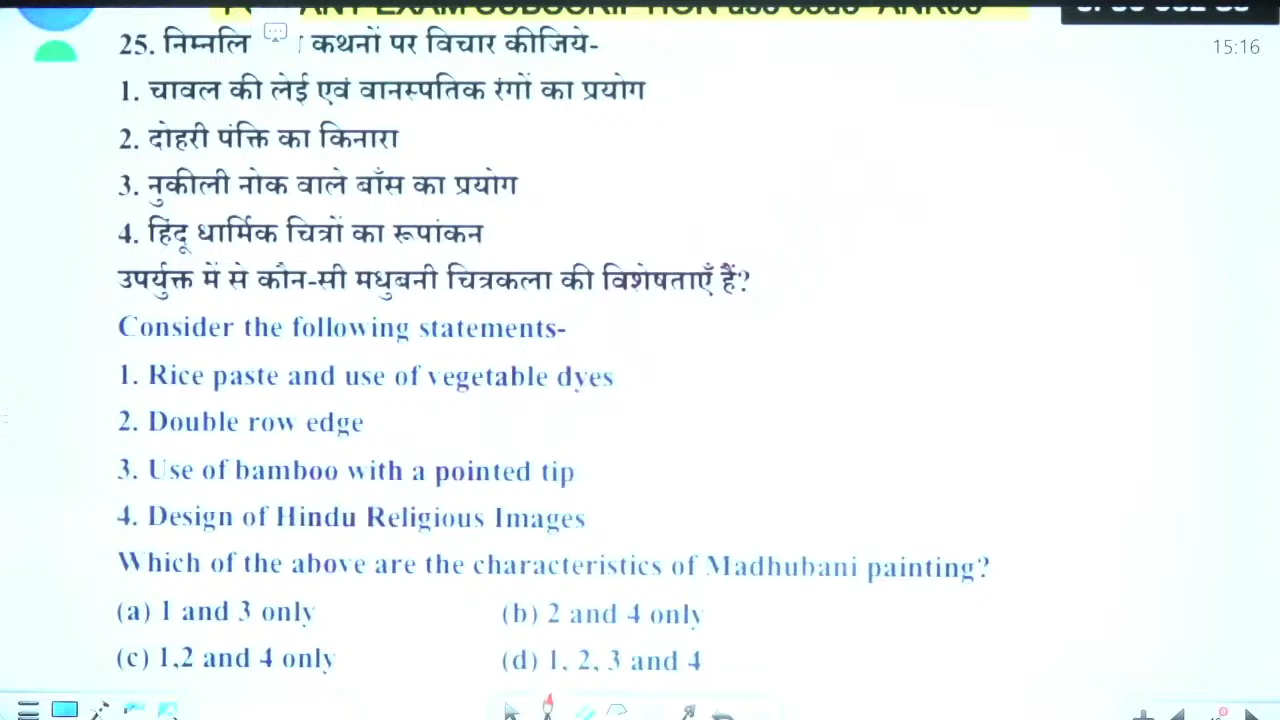 25. निम्नलि कथनों पर विचार कीजिये-
15:16
1. चावल की लेई एवं वानस्पतिक रंगों का प्रयोग
2. दोहरी पंक्ति का किनारा
3. नुकीली नोक वाले बाँस का प्रयोग
4. हिंदू धार्मिक चित्रों का रूपांकन
उपर्युक्त में से कौन-सी मधुबनी चित्रकला की विशेषताएँ हैं?
Consider the following statements-
1. Rice paste and use of vegetable dyes
2. Double row edge
3. Use of bamboo with a pointed tip
4. Design of Hindu Religious Images
Which of the above are the characteristics of Madhubani painting?
(a) 1 and 3 only (b) 2 and 4 only
(c) 1,2 and 4 only (d) 1, 2, 3 and 4